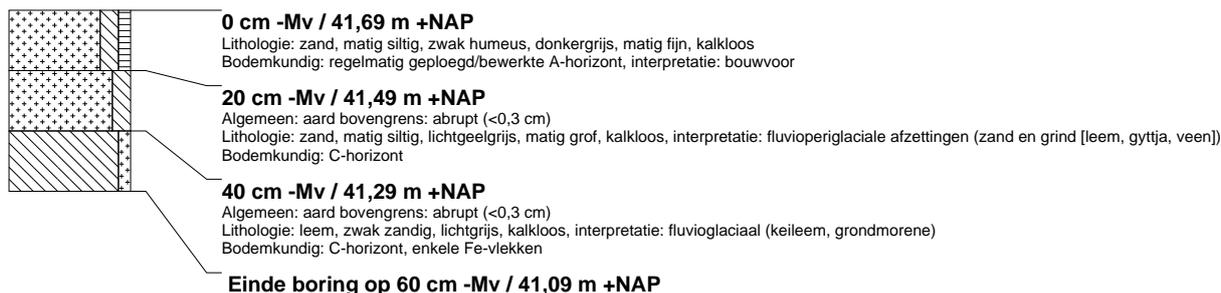 0 cm -Mv / 41,69 m +NAP
Lithologie: zand, matig siltig, zwak humeus, donkergrijs, matig fijn, kalkloos
Bodemkundig: regelmatig geploegd/bewerkte A-horizont, interpretatie: bouwvoor
20 cm -Mv / 41,49 m +NAP
Algemeen: aard bovengrens: abrupt (<0,3 cm)
Lithologie: zand, matig siltig, lichtgeelgrijs, matig grof, kalkloos, interpretatie: fluvioperiglaciale afzettingen (zand en grind [leem, gyttja, veen])
Bodemkundig: C-horizont
40 cm -Mv / 41,29 m +NAP
Algemeen: aard bovengrens: abrupt (<0,3 cm)
Lithologie: leem, zwak zandig, lichtgrijs, kalkloos, interpretatie: fluvioglaciaal (keileem, grondmorene)
Bodemkundig: C-horizont, enkele Fe-vlekken
Einde boring op 60 cm -Mv / 41,09 m +NAP